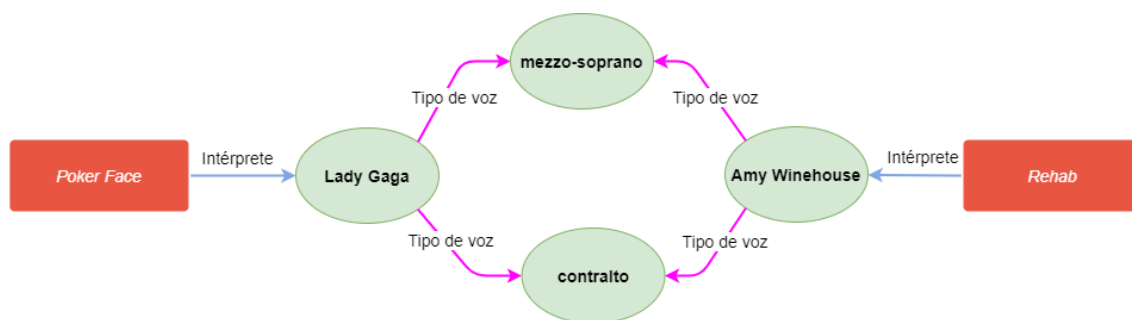 mezzo-soprano
Tipo de voz
Tipo de voz
Poker Face
Intérprete
Lady Gaga
Amy Winehouse
Intérprete
Rehab
Tipo de voz
Tipo de voz
contralto